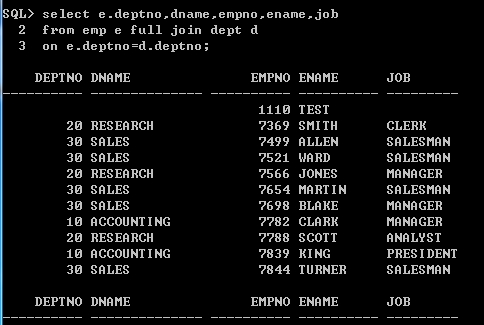 SQL> select e.deptno,dname,empno,ename,job
2 from emp e full join dept d
3 on e.deptno=d.deptno;
DEPTNO DNAME EMPNO ENAME JOB
---------- -------------- ---------- ---------- ---------
1110 TEST
20 RESEARCH 7369 SMITH CLERK
30 SALES 7499 ALLEN SALESMAN
30 SALES 7521 WARD SALESMAN
20 RESEARCH 7566 JONES MANAGER
30 SALES 7654 MARTIN SALESMAN
30 SALES 7698 BLAKE MANAGER
10 ACCOUNTING 7782 CLARK MANAGER
20 RESEARCH 7788 SCOTT ANALYST
10 ACCOUNTING 7839 KING PRESIDENT
30 SALES 7844 TURNER SALESMAN
DEPTNO DNAME EMPNO ENAME JOB
---------- -------------- ---------- ---------- ---------